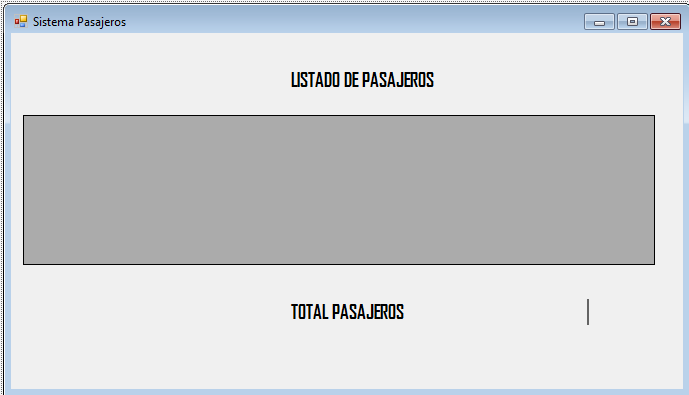 Sistema Pasajeros
LISTADO DE PASAJEROS
TOTAL PASAJEROS